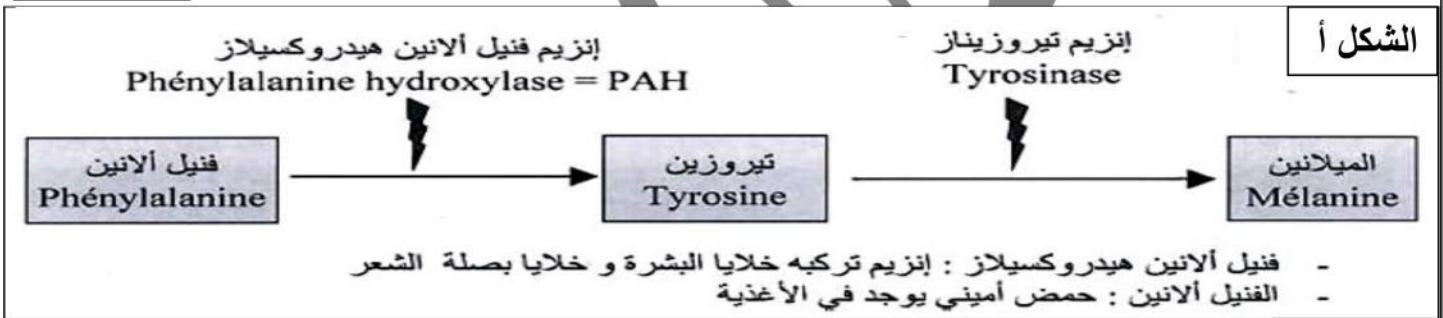 الشكل أ
إنزيم فنيل ألانين هيدروكسيلاز
Phénylalanine hydroxylase = PAH
إنزيم تيروزيناز
Tyrosinase
فنيل ألانين
Phénylalanine
تيروزين
Tyrosine
الميلانين
Mélanine
- فنيل ألانين هيدروكسيلاز : إنزيم تركبه خلايا البشرة و خلايا بصلة الشعر
- الفنيل ألانين : حمض أميني يوجد في الأغذية